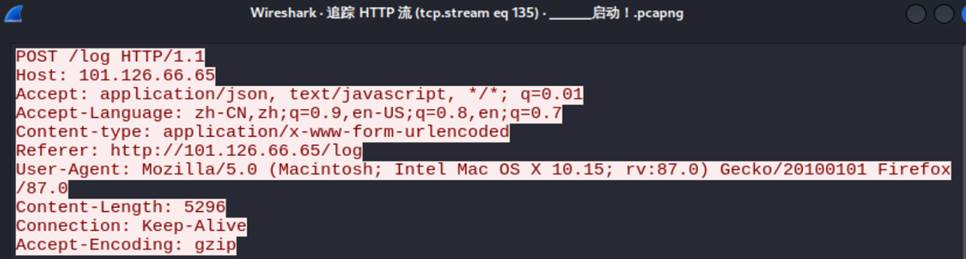 Wireshark · 追踪 HTTP 流 (tcp.stream eq 135) · ______启动！.pcapng
POST /log HTTP/1.1
Host: 101.126.66.65
Accept: application/json, text/javascript, */*; q=0.01
Accept-Language: zh-CN,zh;q=0.9,en-US;q=0.8,en;q=0.7
Content-type: application/x-www-form-urlencoded
Referer: http://101.126.66.65/log
User-Agent: Mozilla/5.0 (Macintosh; Intel Mac OS X 10.15; rv:87.0) Gecko/20100101 Firefox
/87.0
Content-Length: 5296
Connection: Keep-Alive
Accept-Encoding: gzip